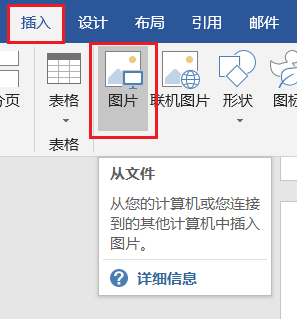 插入 设计 布局 引用 邮件
分页 表格 图片 联机图片 形状 图标
表格
从文件
从您的计算机或您连接
到的其他计算机中插入
图片。
详细信息